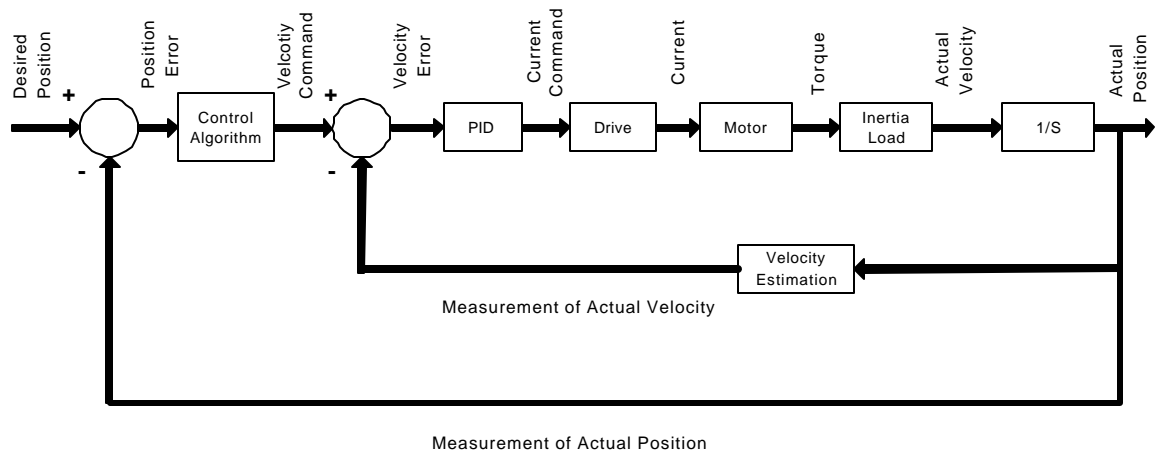 Desired
Position
+
-
Position
Error
Control
Algorithm
Velcotiy
Command
+
-
Velocity
Error
PID
Current
Command
Drive
Current
Motor
Torque
Inertia
Load
Actual
Velocity
1/S
Actual
Position
Velocity
Estimation
Measurement of Actual Velocity
Measurement of Actual Position